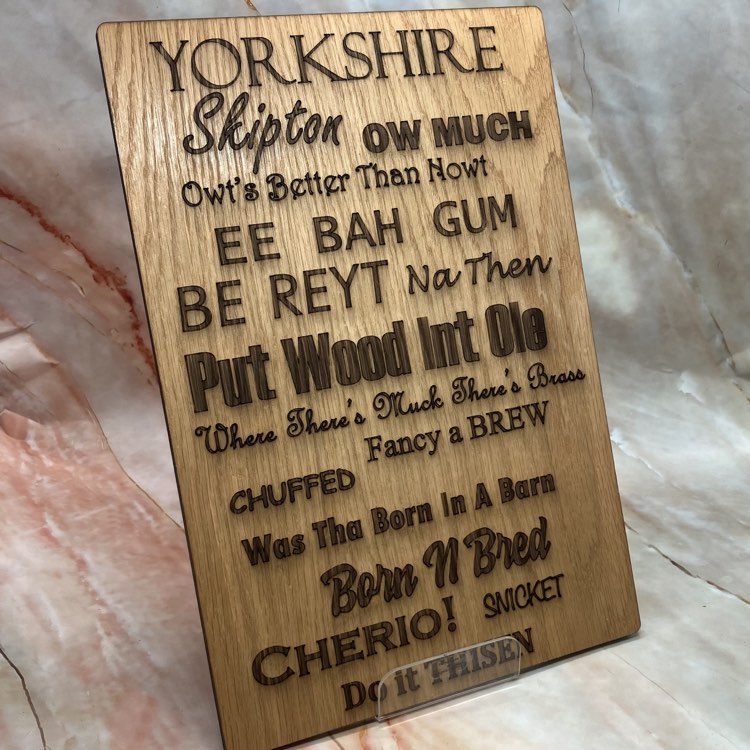 YORKSHIRE
Skipton OW MUCH
Owt's Better Than Nowt
EE BAH GUM
BE REYT Na Then
Put Wood Int Ole
Where There's Muck There's Brass
Fancy a BREW
CHUFFED
Was Tha Born In A Barn
Born N Bred
CHERIO! SNICKET
Do it THISEN